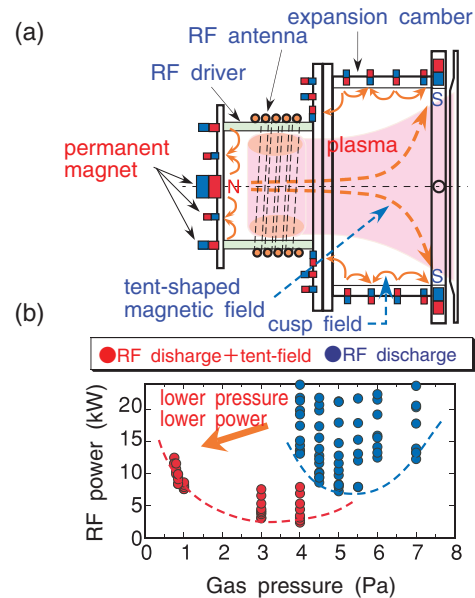 (a)
expansion camber
RF antenna
RF driver
permanent
magnet
N
plasma
S
S
tent-shaped
magnetic field
cusp field
(b)
RF disharge+tent-field
RF discharge
lower pressure
lower power
RF power (kW)
20
15
10
5
0
0 1 2 3 4 5 6 7 8
Gas pressure (Pa)